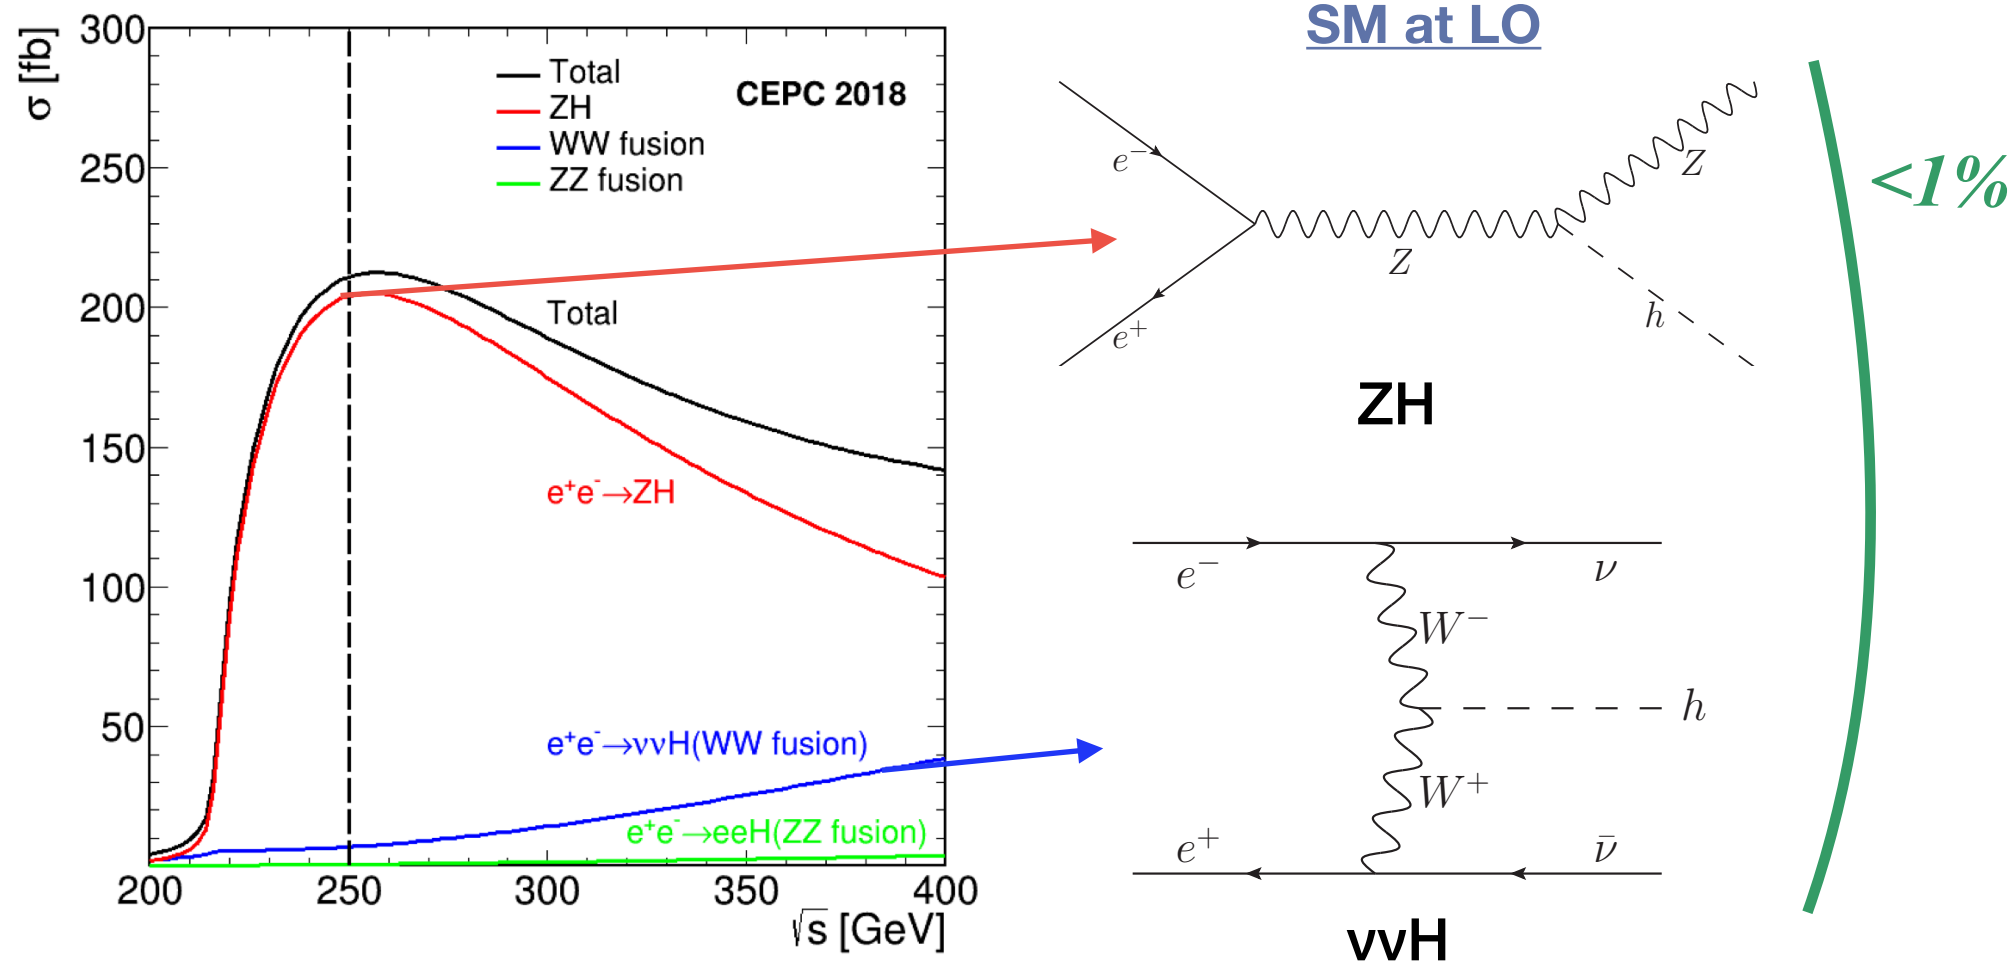 SM at LO
σ [fb]
300
250
200
150
100
50
Total
ZH
WW fusion
ZZ fusion
CEPC 2018
Total
e⁺e⁻→ZH
e⁺e⁻→ννH(WW fusion)
e⁺e⁻→eeH(ZZ fusion)
200
250
300
350
400
√s [GeV]
e⁻
e⁺
Z
Z
h
ZH
<1%
e⁻
ν
W⁻
h
W⁺
e⁺
ν̄
ννH